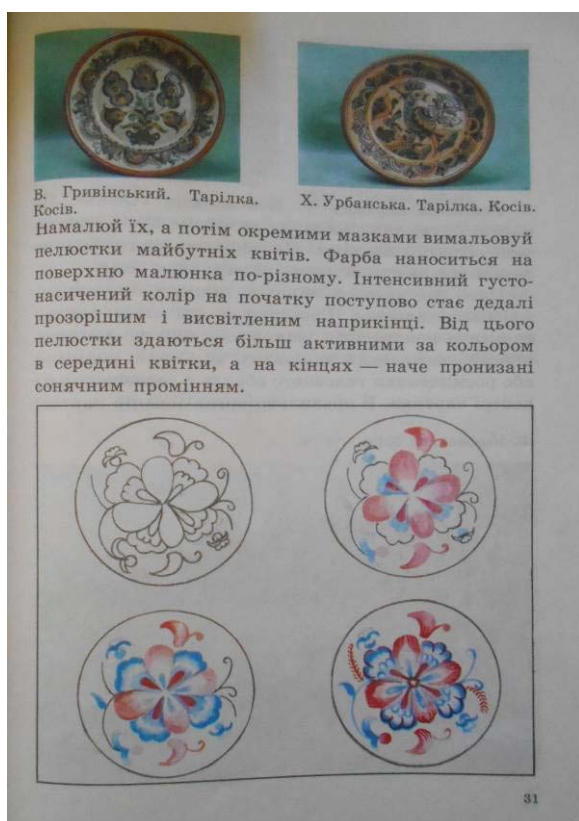 В. Гривінський. Тарілка.
Косів.
Х. Урбанська. Тарілка. Косів.
Намалюй їх, а потім окремими мазками вимальовуй
пелюстки майбутніх квітів. Фарба наноситься на
поверхню малюнка по-різному. Інтенсивний густо-
насичений колір на початку поступово стає дедалі
прозорішим і висвітленим наприкінці. Від цього
пелюстки здаються більш активними за кольором
в середині квітки, а на кінцях — наче пронизані
сонячним промінням.
31